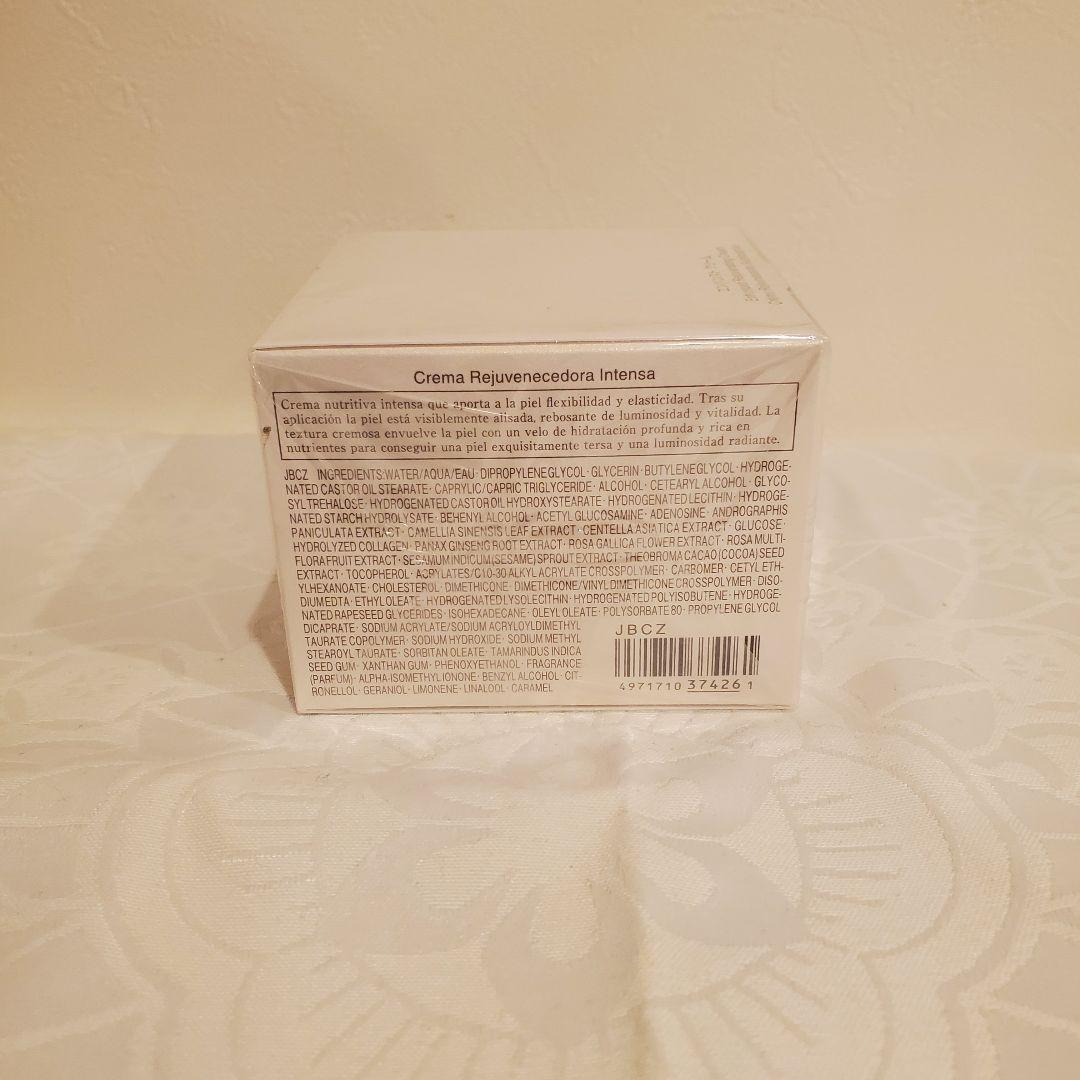 Crema Rejuvenecedora Intensa
Crema nutritiva intensa que aporta a la piel flexibilidad y elasticidad. Tras su
aplicación la piel está visiblemente alisada, rebosante de luminosidad y vitalidad. La
textura cremosa envuelve la piel con un velo de hidratación profunda y rica en
nutrientes para conseguir una piel exquisitamente tersa y una luminosidad radiante.
JBCZ INGREDIENTS:WATER/AQUA/EAU· DIPROPYLENE GLYCOL· GLYCERIN· BUTYLENE GLYCOL· HYDROGE-
NATED CASTOR OIL STEARATE· CAPRYLIC/CAPRIC TRIGLYCERIDE· ALCOHOL· CETEARYL ALCOHOL· GLYCO-
SYL TREHALOSE· HYDROGENATED CASTOR OIL HYDROXYSTEARATE· HYDROGENATED LECITHIN· HYDROGE-
NATED STARCH HYDROLYSATE· BEHENYL ALCOHOL· ACETYL GLUCOSAMINE· ADENOSINE· ANDROGRAPHIS
PANICULATA EXTRACT· CAMELLIA SINENSIS LEAF EXTRACT· CENTELLA ASIATICA EXTRACT· GLUCOSE·
HYDROLYZED COLLAGEN· PANAX GINSENG ROOT EXTRACT· ROSA GALLICA FLOWER EXTRACT· ROSA MULTI-
FLORA FRUIT EXTRACT· SESAMUM INDICUM (SESAME) SPROUT EXTRACT· THEOBROMA CACAO (COCOA) SEED
EXTRACT· TOCOPHEROL· ACRYLATES/C10-30 ALKYL ACRYLATE CROSSPOLYMER· CARBOMER· CETYL ETH-
YLHEXANOATE· CHOLESTEROL· DIMETHICONE· DIMETHICONE/VINYL DIMETHICONE CROSSPOLYMER· DISO-
DIUM EDTA· ETHYL OLEATE· HYDROGENATED LYSOLECITHIN· HYDROGENATED POLYISOBUTENE· HYDROGE-
NATED RAPESEED GLYCERIDES· ISOHEXADECANE· OLEYL OLEATE· POLYSORBATE 80· PROPYLENE GLYCOL
DICAPRATE· SODIUM ACRYLATE/SODIUM ACRYLOYLDIMETHYL
TAURATE COPOLYMER· SODIUM HYDROXIDE· SODIUM METHYL
STEAROYL TAURATE· SORBITAN OLEATE· TAMARINDUS INDICA
SEED GUM· XANTHAN GUM· PHENOXYETHANOL· FRAGRANCE
(PARFUM)· ALPHA-ISOMETHYL IONONE· BENZYL ALCOHOL· CIT-
RONELLOL· GERANIOL· LIMONENE· LINALOOL· CARAMEL
JBCZ
4971710 37426 1